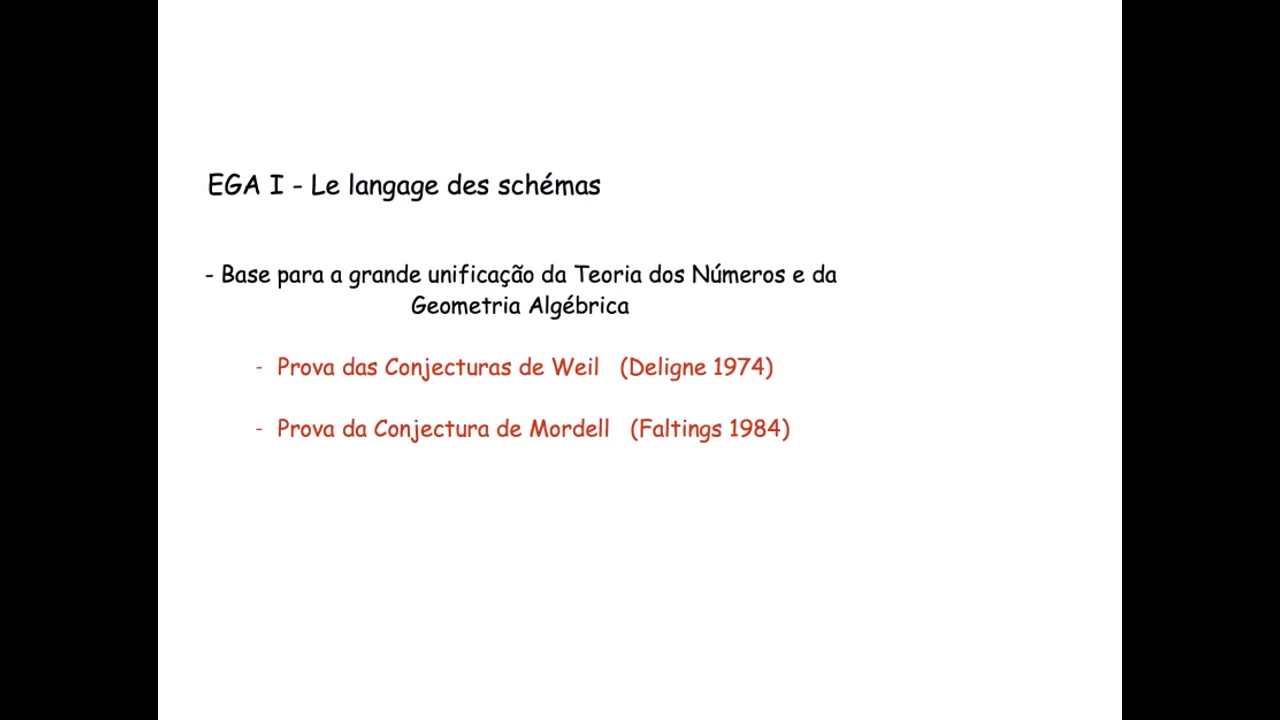 EGA I - Le langage des schémas
- Base para a grande unificação da Teoria dos Números e da
Geometria Algébrica
- Prova das Conjecturas de Weil (Deligne 1974)
- Prova da Conjectura de Mordell (Faltings 1984)